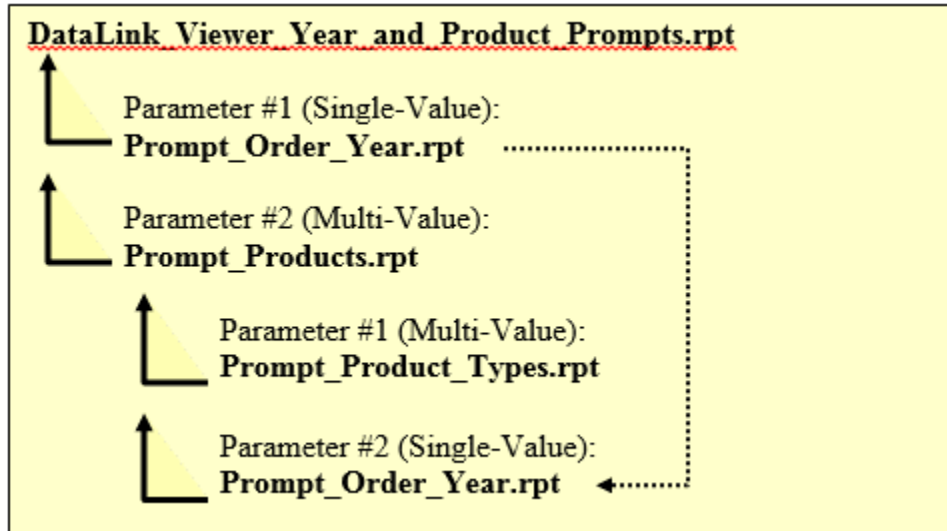 DataLink_Viewer_Year_and_Product_Prompts.rpt
Parameter #1 (Single-Value):
Prompt_Order_Year.rpt
Parameter #2 (Multi-Value):
Prompt_Products.rpt
Parameter #1 (Multi-Value):
Prompt_Product_Types.rpt
Parameter #2 (Single-Value):
Prompt_Order_Year.rpt